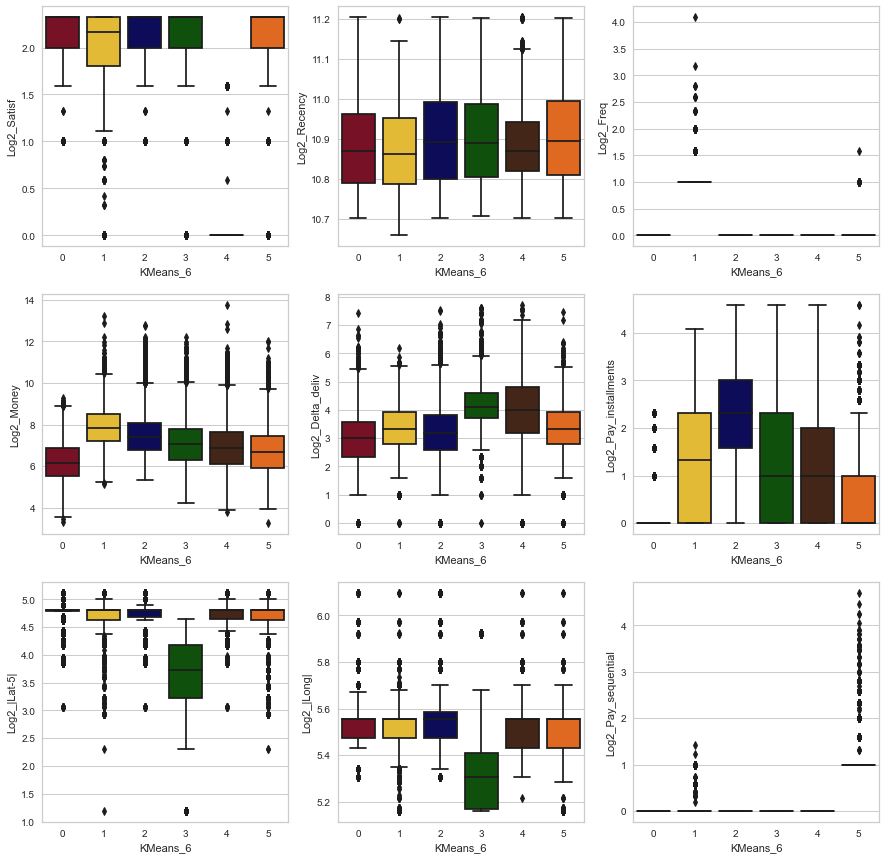 Log2_Satisf
2.0
1.5
1.0
0.5
0.0
0 1 2 3 4 5
KMeans_6
Log2_Recency
11.2
11.1
11.0
10.9
10.8
10.7
0 1 2 3 4 5
KMeans_6
Log2_Freq
4.0
3.5
3.0
2.5
2.0
1.5
1.0
0.5
0.0
0 1 2 3 4 5
KMeans_6
Log2_Money
14
12
10
8
6
4
0 1 2 3 4 5
KMeans_6
Log2_Delta_deliv
8
7
6
5
4
3
2
1
0
0 1 2 3 4 5
KMeans_6
Log2_Pay_installments
4
3
2
1
0
0 1 2 3 4 5
KMeans_6
Log2_|Lat-5|
5.0
4.5
4.0
3.5
3.0
2.5
2.0
1.5
1.0
0 1 2 3 4 5
KMeans_6
Log2_|Long|
6.0
5.8
5.6
5.4
5.2
0 1 2 3 4 5
KMeans_6
Log2_Pay_sequential
4
3
2
1
0
0 1 2 3 4 5
KMeans_6